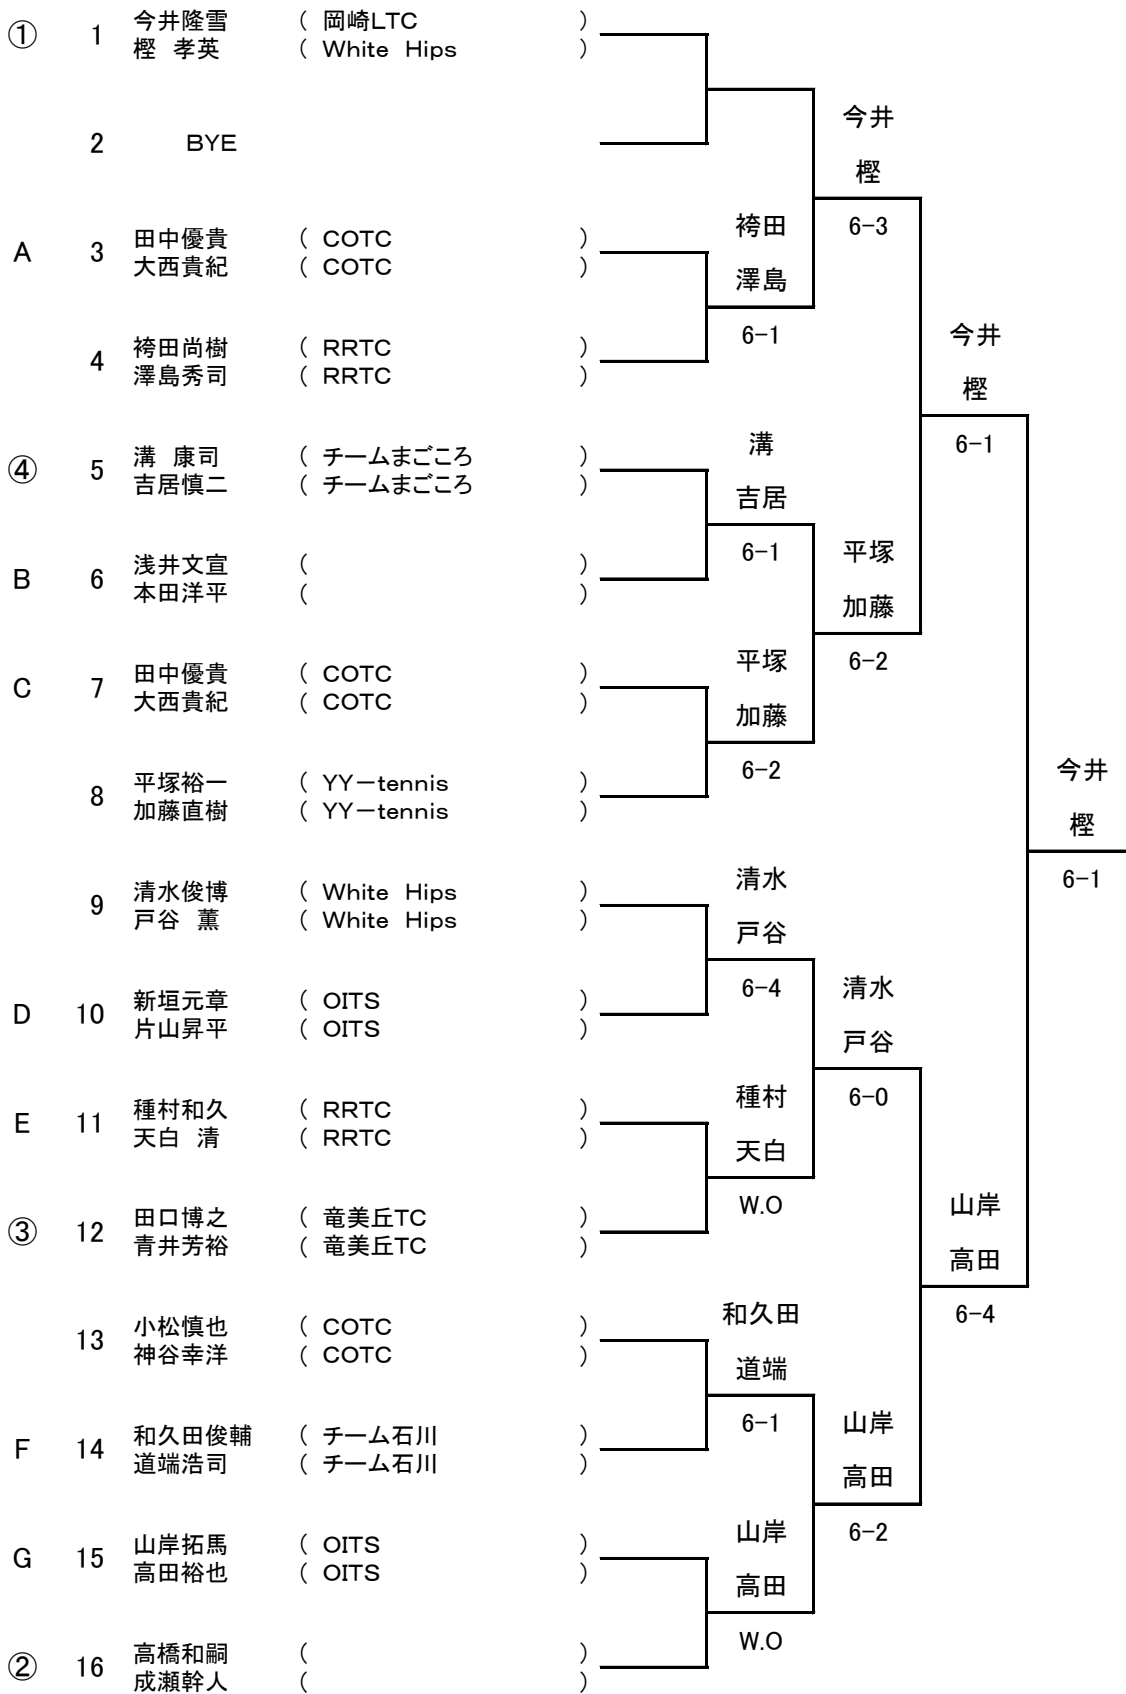 ① 1 今井隆雪 ( 岡崎LTC )
樫 孝英 ( White Hips )
今井
2 BYE
樫
A 3 田中優貴 ( COTC ) 袴田 6-3
大西貴紀 ( COTC ) 澤島
6-1 今井
4 袴田尚樹 ( RRTC )
澤島秀司 ( RRTC ) 樫
④ 5 溝 康司 ( チームまごころ ) 溝 6-1
吉居慎二 ( チームまごころ ) 吉居
6-1 平塚
B 6 浅井文宣 ( )
本田洋平 ( ) 加藤
C 7 田中優貴 ( COTC ) 平塚 6-2
大西貴紀 ( COTC ) 加藤
6-2 今井
8 平塚裕一 ( YY-tennis )
加藤直樹 ( YY-tennis ) 樫
9 清水俊博 ( White Hips ) 清水 6-1
戸谷 薫 ( White Hips ) 戸谷
6-4 清水
D 10 新垣元章 ( OITS )
片山昇平 ( OITS ) 戸谷
E 11 種村和久 ( RRTC ) 種村 6-0
天白 清 ( RRTC ) 天白
W.O 山岸
③ 12 田口博之 ( 竜美丘TC )
青井芳裕 ( 竜美丘TC ) 高田
13 小松慎也 ( COTC ) 和久田 6-4
神谷幸洋 ( COTC ) 道端
6-1 山岸
F 14 和久田俊輔 ( チーム石川 )
道端浩司 ( チーム石川 ) 高田
G 15 山岸拓馬 ( OITS ) 山岸 6-2
高田裕也 ( OITS ) 高田
W.O
② 16 高橋和嗣 ( )
成瀬幹人 ( )